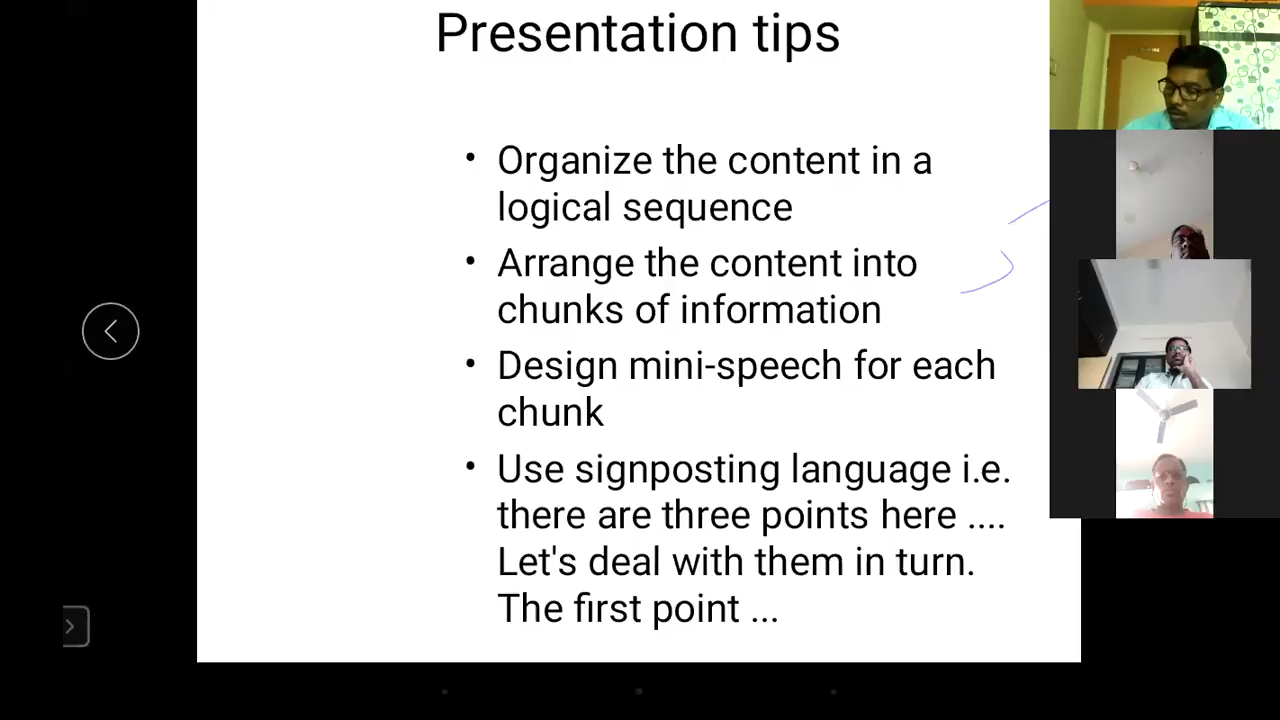 Presentation tips
• Organize the content in a
logical sequence
• Arrange the content into
chunks of information
• Design mini-speech for each
chunk
• Use signposting language i.e.
there are three points here ....
Let's deal with them in turn.
The first point ...